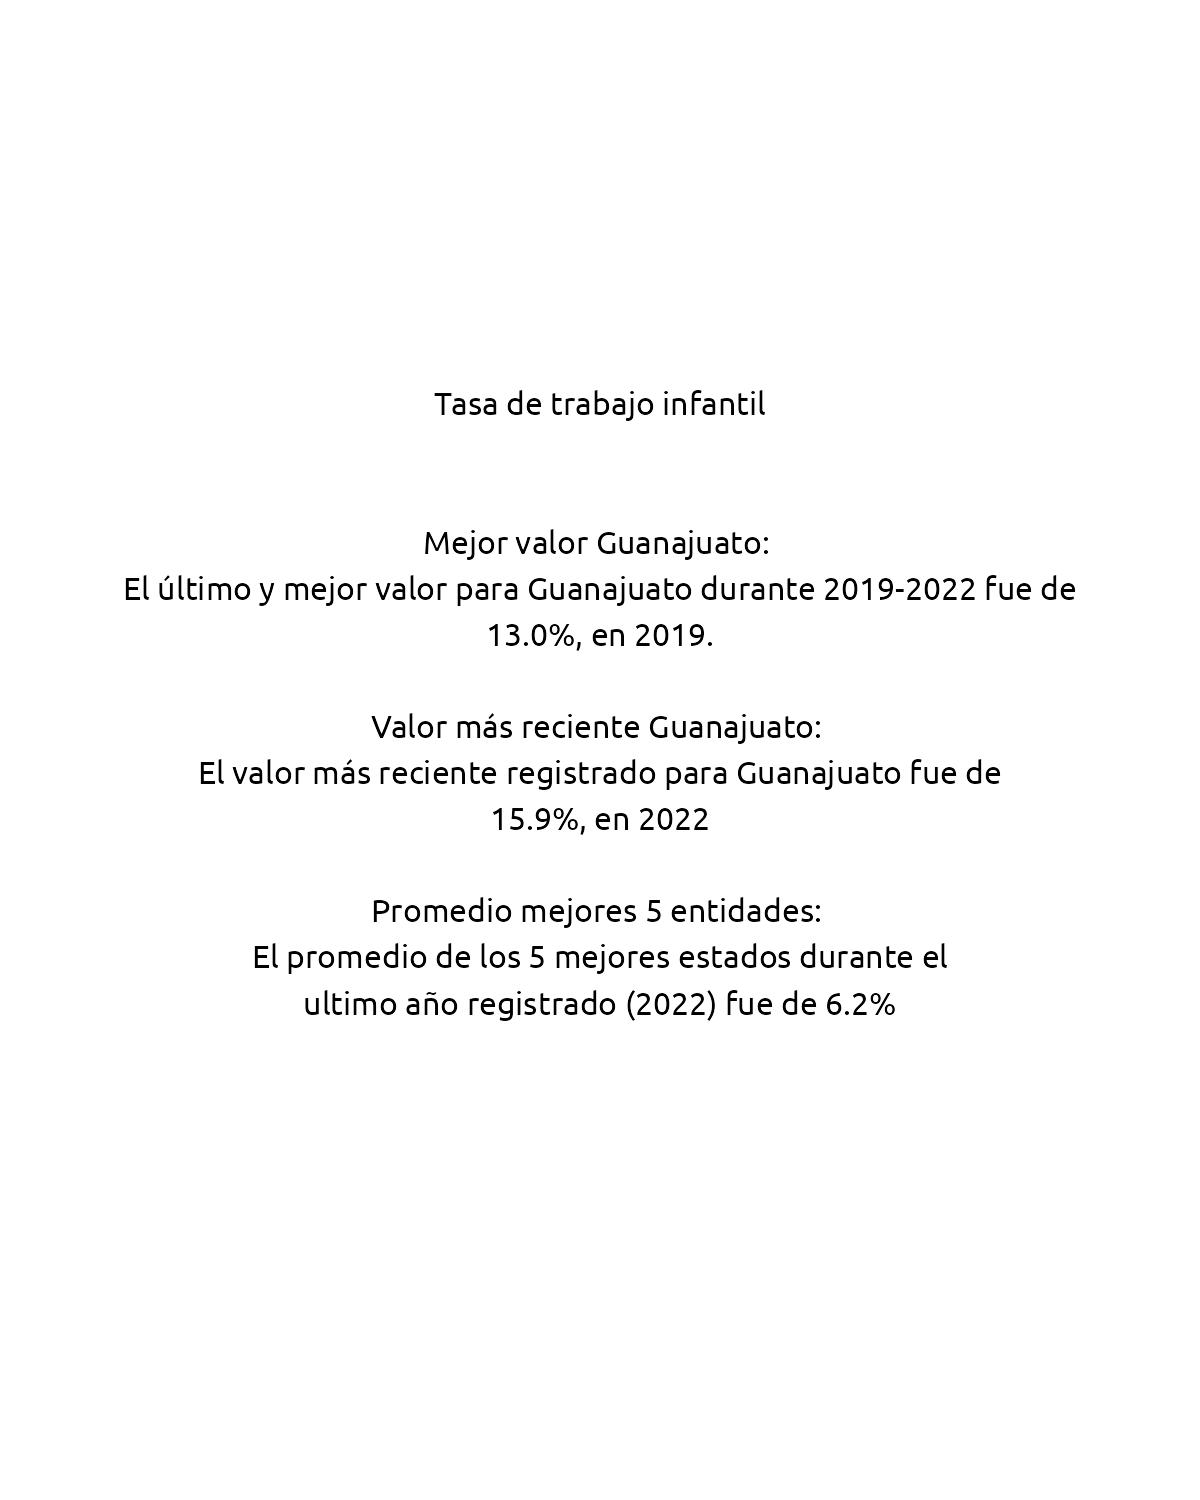 Tasa de trabajo infantil
Mejor valor Guanajuato:
El último y mejor valor para Guanajuato durante 2019-2022 fue de
13.0%, en 2019.
Valor más reciente Guanajuato:
El valor más reciente registrado para Guanajuato fue de
15.9%, en 2022
Promedio mejores 5 entidades:
El promedio de los 5 mejores estados durante el
ultimo año registrado (2022) fue de 6.2%